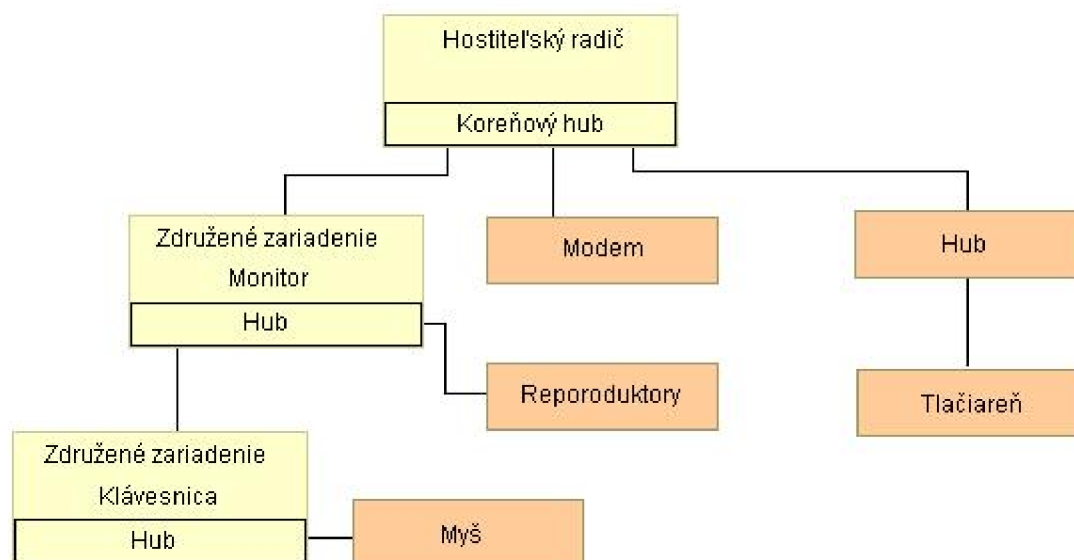 Hostiteľský radič
Koreňový hub
Združené zariadenie
Monitor
Hub
Modem
Hub
Reporoduktory
Tlačiareň
Združené zariadenie
Klávesnica
Hub
Myš